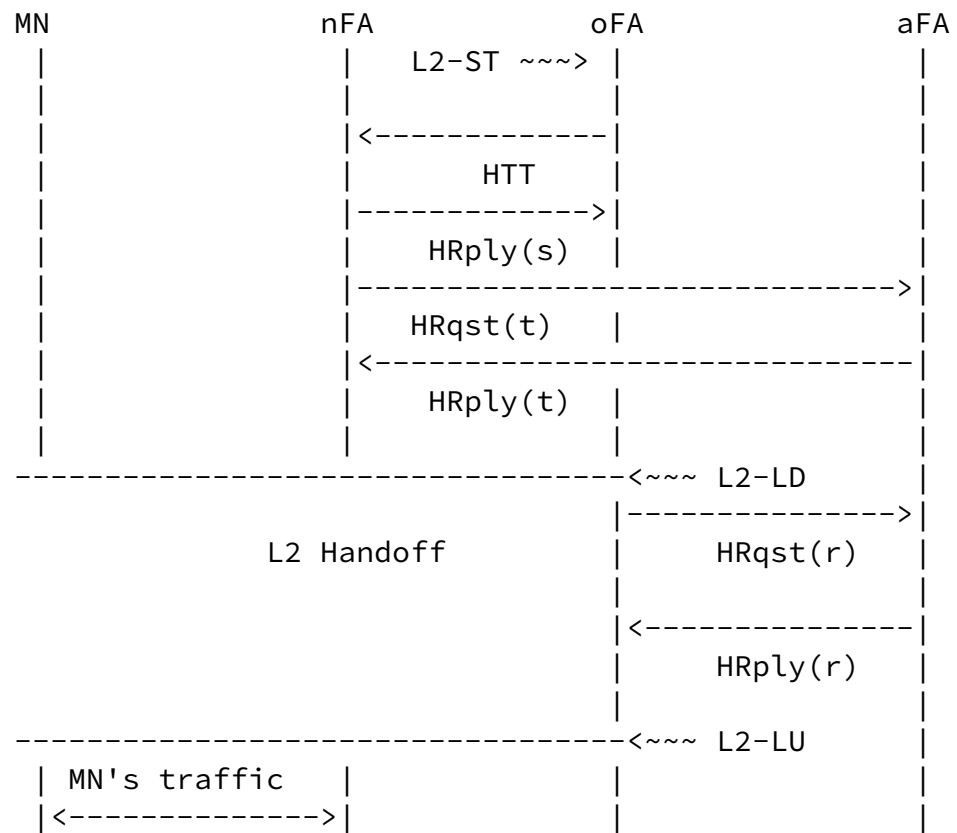 MN nFA oFA aFA
L2-ST ~~~>
HTT
HRply(s)
HRqst(t)
HRply(t)
<~~~ L2-LD
L2 Handoff HRqst(r)
HRply(r)
<~~~ L2-LU
MN's traffic